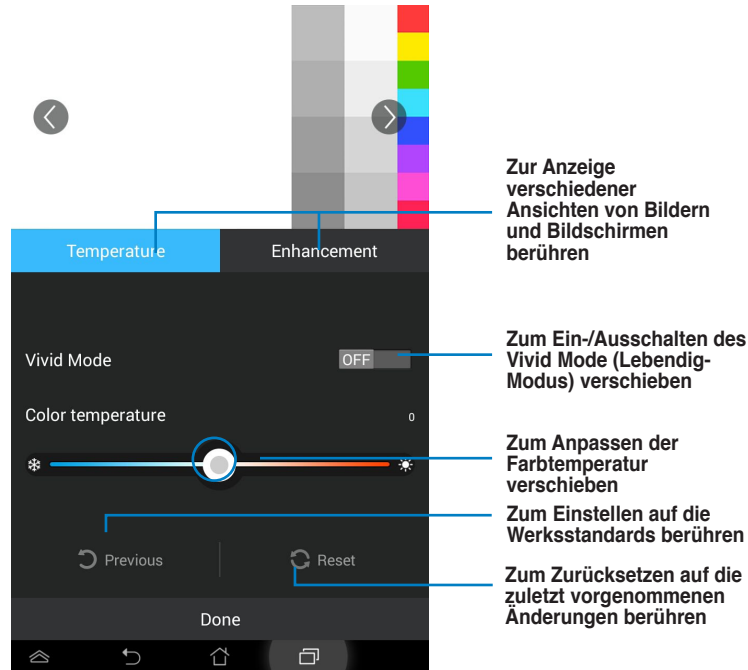 Zur Anzeige
verschiedener
Ansichten von Bildern
und Bildschirmen
berühren
Temperature
Enhancement
Zum Ein-/Ausschalten des
Vivid Mode (Lebendig-
Modus) verschieben
Vivid Mode
OFF
Color temperature
0
Zum Anpassen der
Farbtemperatur
verschieben
Zum Einstellen auf die
Werksstandards berühren
Previous
Reset
Zum Zurücksetzen auf die
zuletzt vorgenommenen
Änderungen berühren
Done